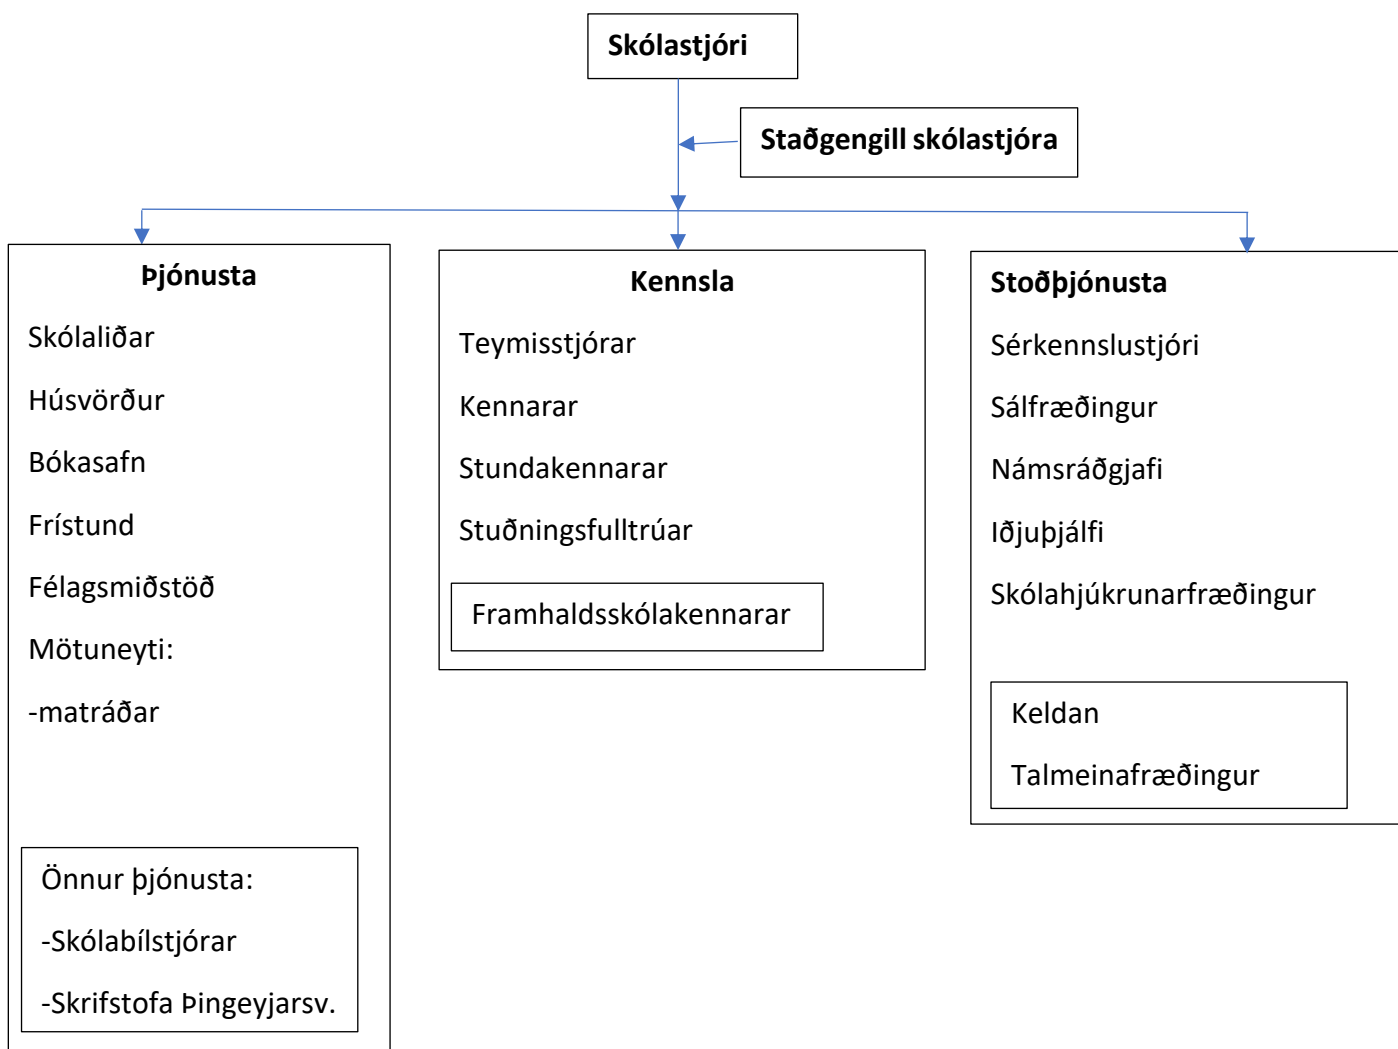 Skólastjóri
Staðgengill skólastjóra
Þjónusta
Skólaliðar
Húsvörður
Bókasafn
Frístund
Félagsmiðstöð
Mötuneyti:
-matráðar
Önnur þjónusta:
-Skólabílstjórar
-Skrifstofa Þingeyjarsv.
Kennsla
Teymisstjórar
Kennarar
Stundakennarar
Stuðningsfulltrúar
Framhaldsskólakennarar
Stoðþjónusta
Sérkennslustjóri
Sálfræðingur
Námsráðgjafi
Iðjuþjálfi
Skólahjúkrunarfræðingur
Keldan
Talmeinafræðingur